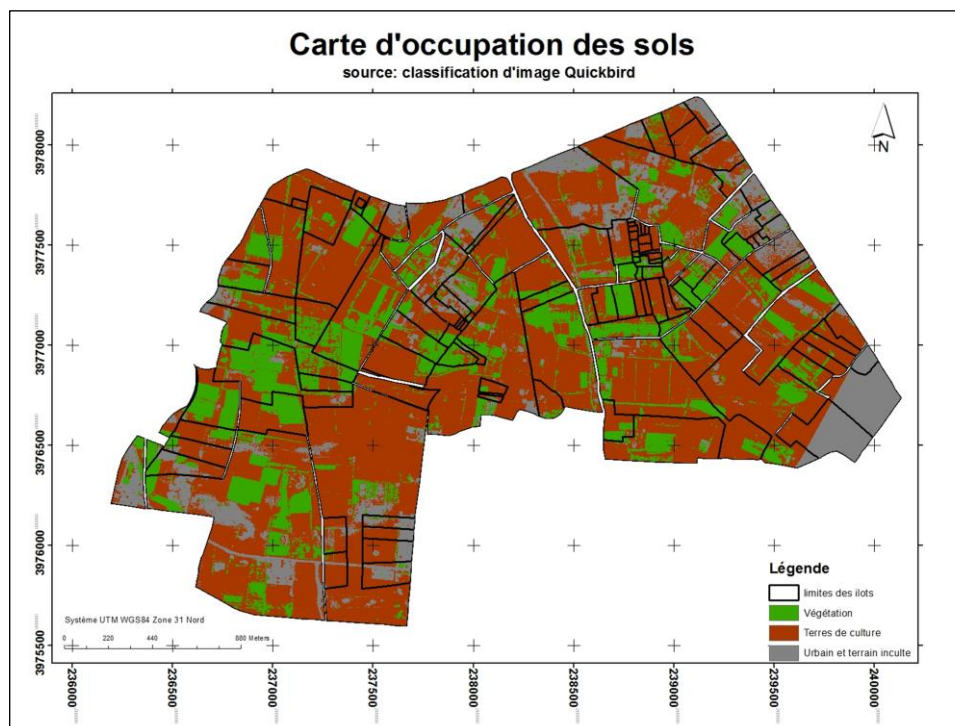 Carte d'occupation des sols
source: classification d'image Quickbird
N
3978000
3977500
3977000
3976500
3976000
3975500
Légende
limites des ilots
Végétation
Terres de culture
Urbain et terrain inculte
Système UTM WGS84 Zone 31 Nord
0 220 440 880 Meters
236000 236500 237000 237500 238000 238500 239000 239500 240000